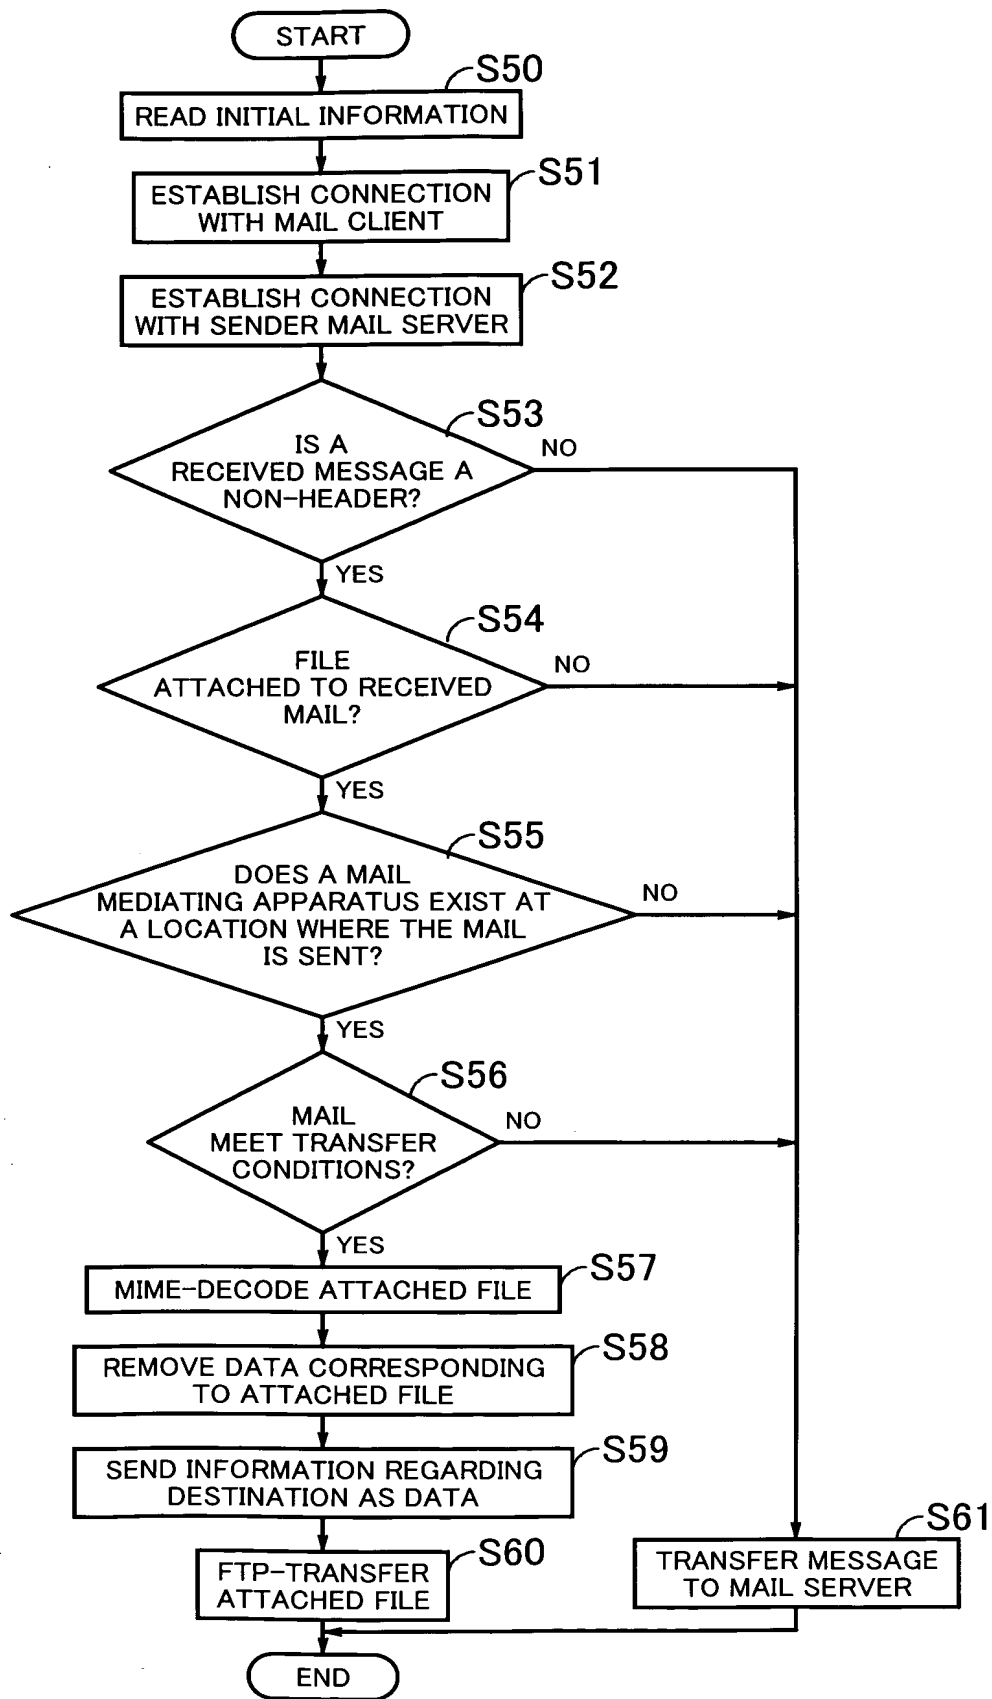 START
S50
READ INITIAL INFORMATION
S51
ESTABLISH CONNECTION
WITH MAIL CLIENT
S52
ESTABLISH CONNECTION
WITH SENDER MAIL SERVER
S53
IS A
RECEIVED MESSAGE A
NON-HEADER?
NO
YES
S54
FILE
ATTACHED TO RECEIVED
MAIL?
NO
YES
S55
DOES A MAIL
MEDIATING APPARATUS EXIST AT
A LOCATION WHERE THE MAIL
IS SENT?
NO
YES
S56
MAIL
MEET TRANSFER
CONDITIONS?
NO
YES
S57
MIME-DECODE ATTACHED FILE
S58
REMOVE DATA CORRESPONDING
TO ATTACHED FILE
S59
SEND INFORMATION REGARDING
DESTINATION AS DATA
S60
FTP-TRANSFER
ATTACHED FILE
S61
TRANSFER MESSAGE
TO MAIL SERVER
END